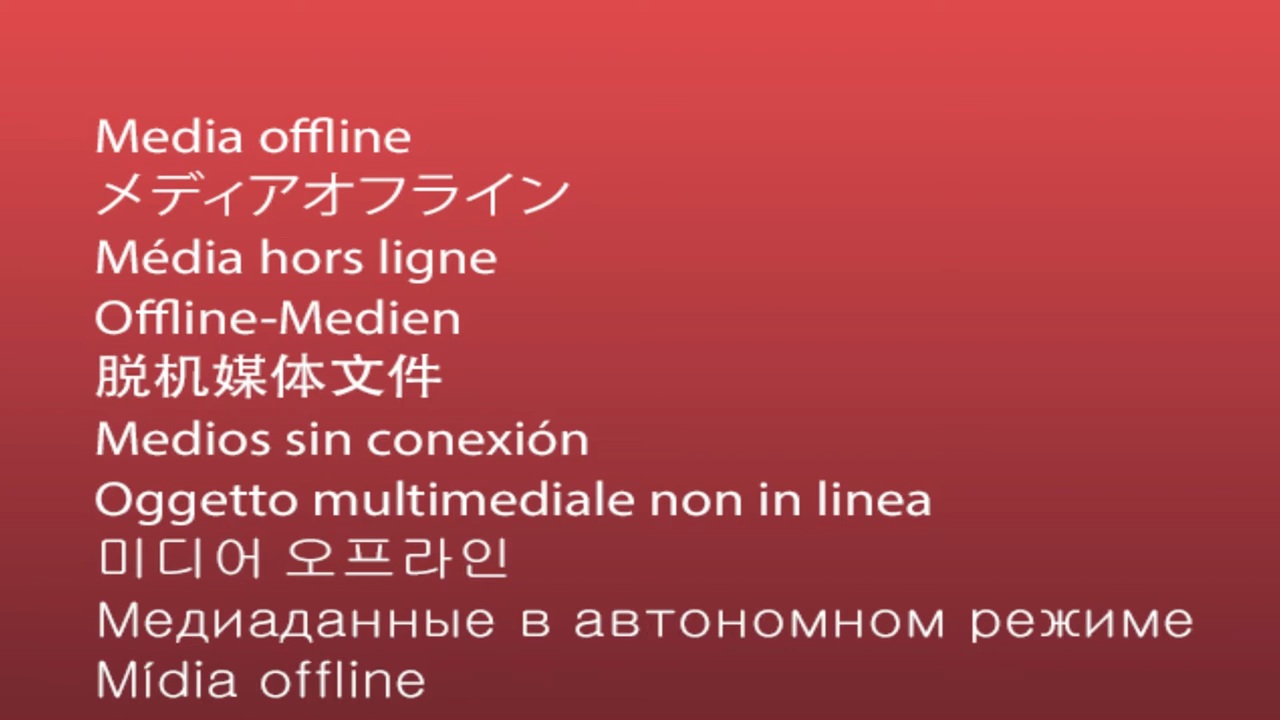 Media offline
メディアオフライン
Média hors ligne
Offline-Medien
脱机媒体文件
Medios sin conexión
Oggetto multimediale non in linea
미디어 오프라인
Медиаданные в автономном режиме
Mídia offline